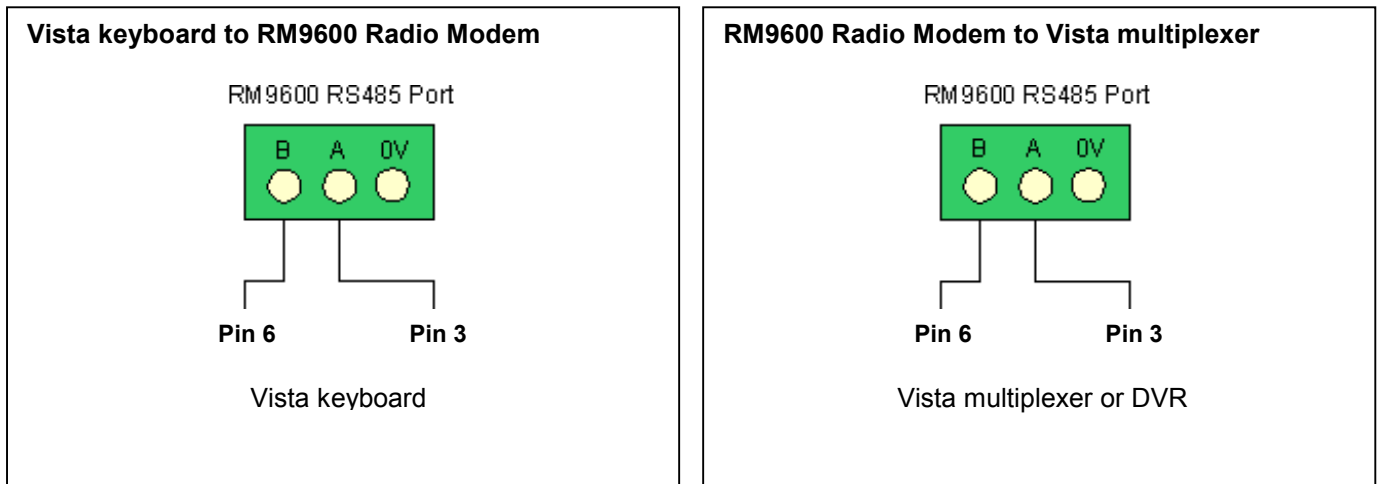 Vista keyboard to RM9600 Radio Modem
RM9600 RS485 Port
B A 0V
Pin 6 Pin 3
Vista keyboard
RM9600 Radio Modem to Vista multiplexer
RM9600 RS485 Port
B A 0V
Pin 6 Pin 3
Vista multiplexer or DVR